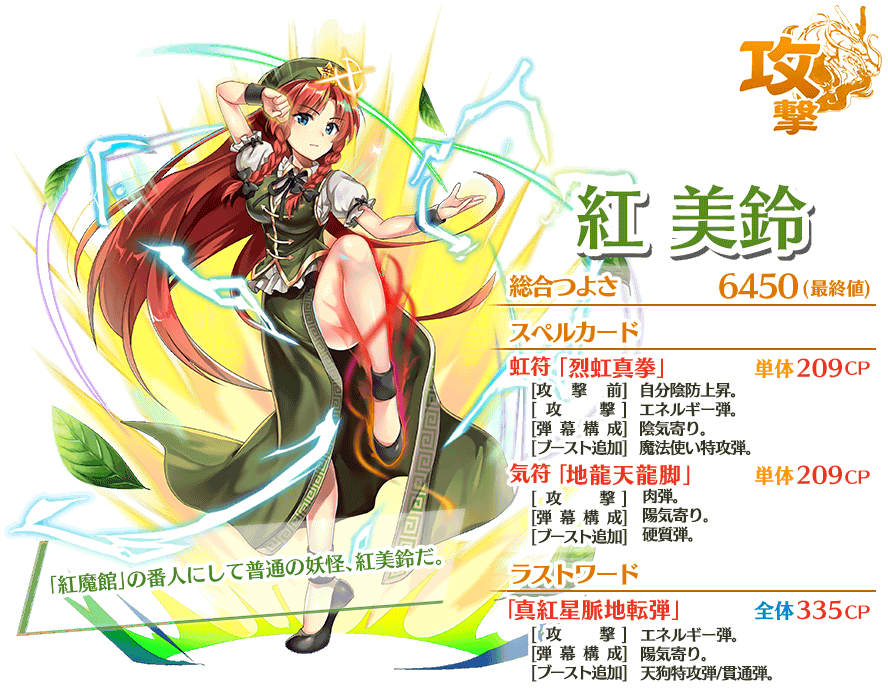 攻撃
紅 美鈴
総合つよさ 6450(最終値)
スペルカード
虹符「烈虹真拳」 単体209CP
[攻撃前] 自分陰防上昇。
[攻撃] エネルギー弾。
[弾幕構成] 陰気寄り。
[ブースト追加] 魔法使い特攻弾。
気符「地龍天龍脚」 単体209CP
[攻撃] 肉弾。
[弾幕構成] 陽気寄り。
[ブースト追加] 硬質弾。
ラストワード
「真紅星脈地転弾」 全体335CP
[攻撃] エネルギー弾。
[弾幕構成] 陽気寄り。
[ブースト追加] 天狗特攻弾/貫通弾。
「紅魔館」の番人にして普通の妖怪、紅美鈴だ。